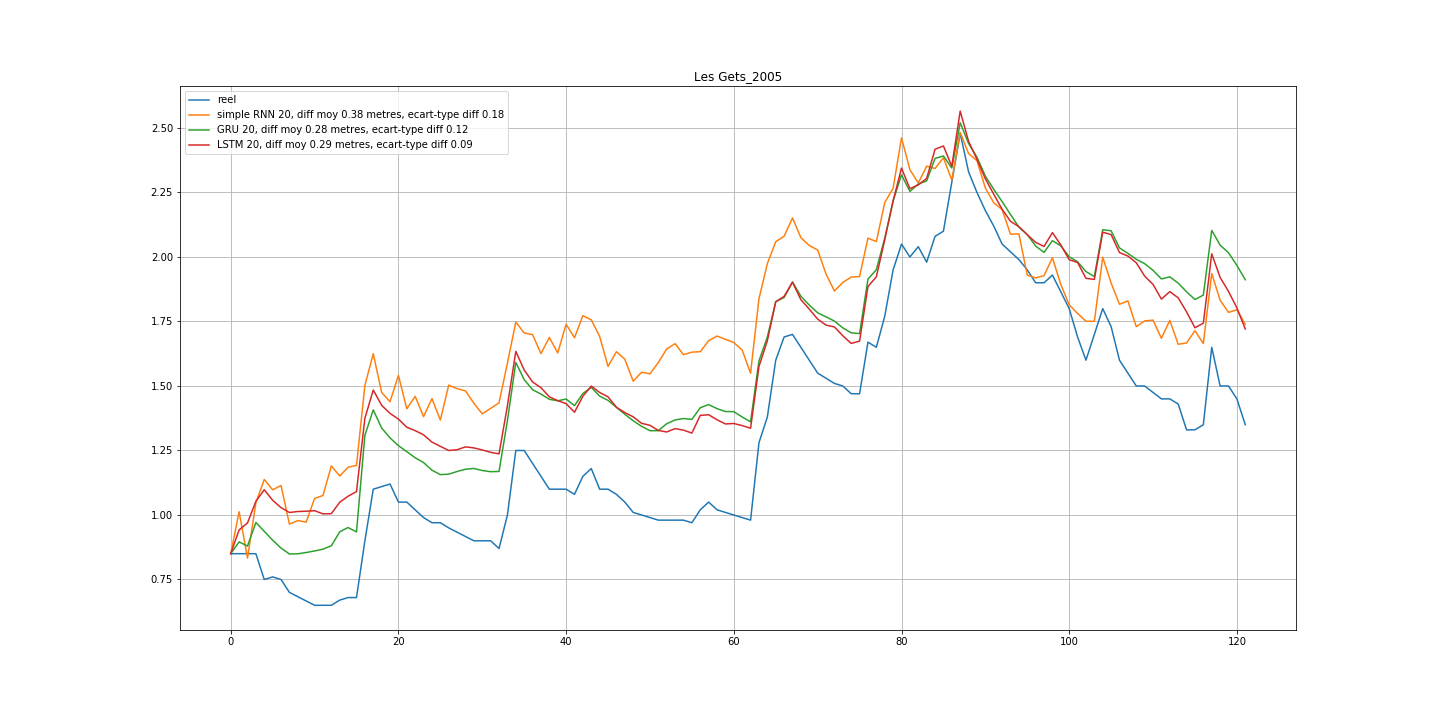 Les Gets_2005
reel
simple RNN 20, diff moy 0.38 metres, ecart-type diff 0.18
GRU 20, diff moy 0.28 metres, ecart-type diff 0.12
LSTM 20, diff moy 0.29 metres, ecart-type diff 0.09
2.50
2.25
2.00
1.75
1.50
1.25
1.00
0.75
0 20 40 60 80 100 120